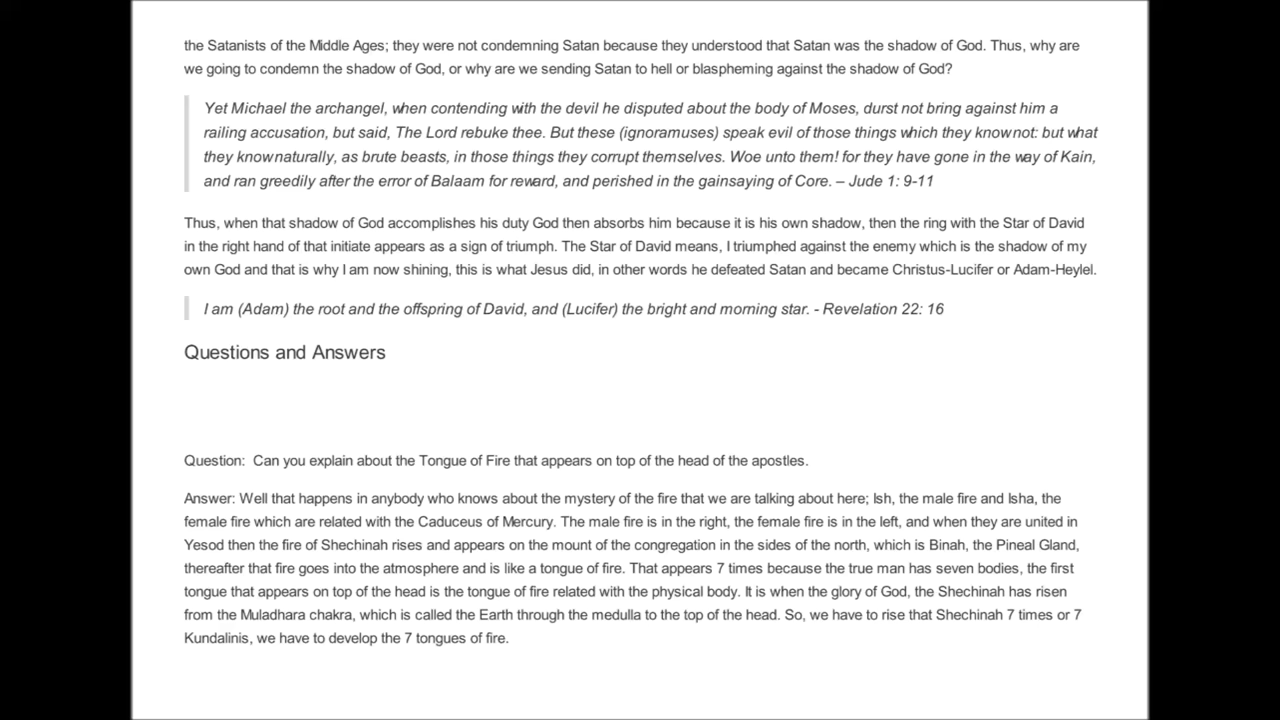 the Satanists of the Middle Ages; they were not condemning Satan because they understood that Satan was the shadow of God. Thus, why are
we going to condemn the shadow of God, or why are we sending Satan to hell or blaspheming against the shadow of God?
Yet Michael the archangel, when contending with the devil he disputed about the body of Moses, durst not bring against him a
railing accusation, but said, The Lord rebuke thee. But these (ignoramuses) speak evil of those things which they know not: but what
they know naturally, as brute beasts, in those things they corrupt themselves. Woe unto them! for they have gone in the way of Kain,
and ran greedily after the error of Balaam for reward, and perished in the gainsaying of Core. – Jude 1: 9-11
Thus, when that shadow of God accomplishes his duty God then absorbs him because it is his own shadow, then the ring with the Star of David
in the right hand of that initiate appears as a sign of triumph. The Star of David means, I triumphed against the enemy which is the shadow of my
own God and that is why I am now shining, this is what Jesus did, in other words he defeated Satan and became Christus-Lucifer or Adam-Heylel.
I am (Adam) the root and the offspring of David, and (Lucifer) the bright and morning star. - Revelation 22: 16
Questions and Answers
Question:  Can you explain about the Tongue of Fire that appears on top of the head of the apostles.
Answer: Well that happens in anybody who knows about the mystery of the fire that we are talking about here; Ish, the male fire and Isha, the
female fire which are related with the Caduceus of Mercury. The male fire is in the right, the female fire is in the left, and when they are united in
Yesod then the fire of Shechinah rises and appears on the mount of the congregation in the sides of the north, which is Binah, the Pineal Gland,
thereafter that fire goes into the atmosphere and is like a tongue of fire. That appears 7 times because the true man has seven bodies, the first
tongue that appears on top of the head is the tongue of fire related with the physical body. It is when the glory of God, the Shechinah has risen
from the Muladhara chakra, which is called the Earth through the medulla to the top of the head. So, we have to rise that Shechinah 7 times or 7
Kundalinis, we have to develop the 7 tongues of fire.